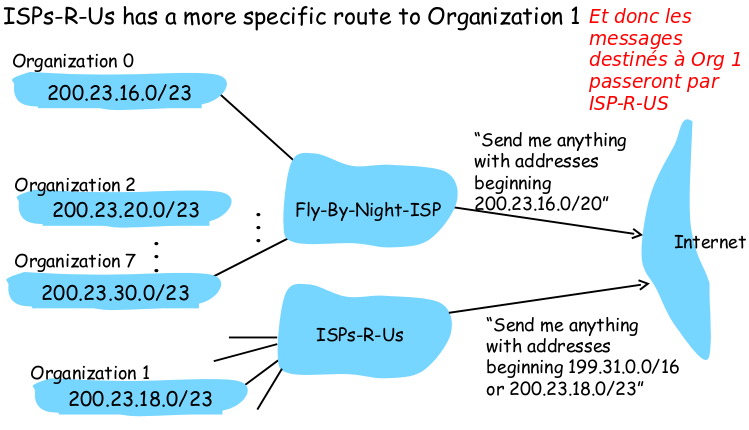 ISPs-R-Us has a more specific route to Organization 1
Et donc les
messages
destinés à Org 1
passeront par
ISP-R-US
Organization 0
200.23.16.0/23
Organization 2
200.23.20.0/23
Organization 7
200.23.30.0/23
Fly-By-Night-ISP
“Send me anything
with addresses
beginning
200.23.16.0/20”
Internet
ISPs-R-Us
Organization 1
200.23.18.0/23
“Send me anything
with addresses
beginning 199.31.0.0/16
or 200.23.18.0/23”